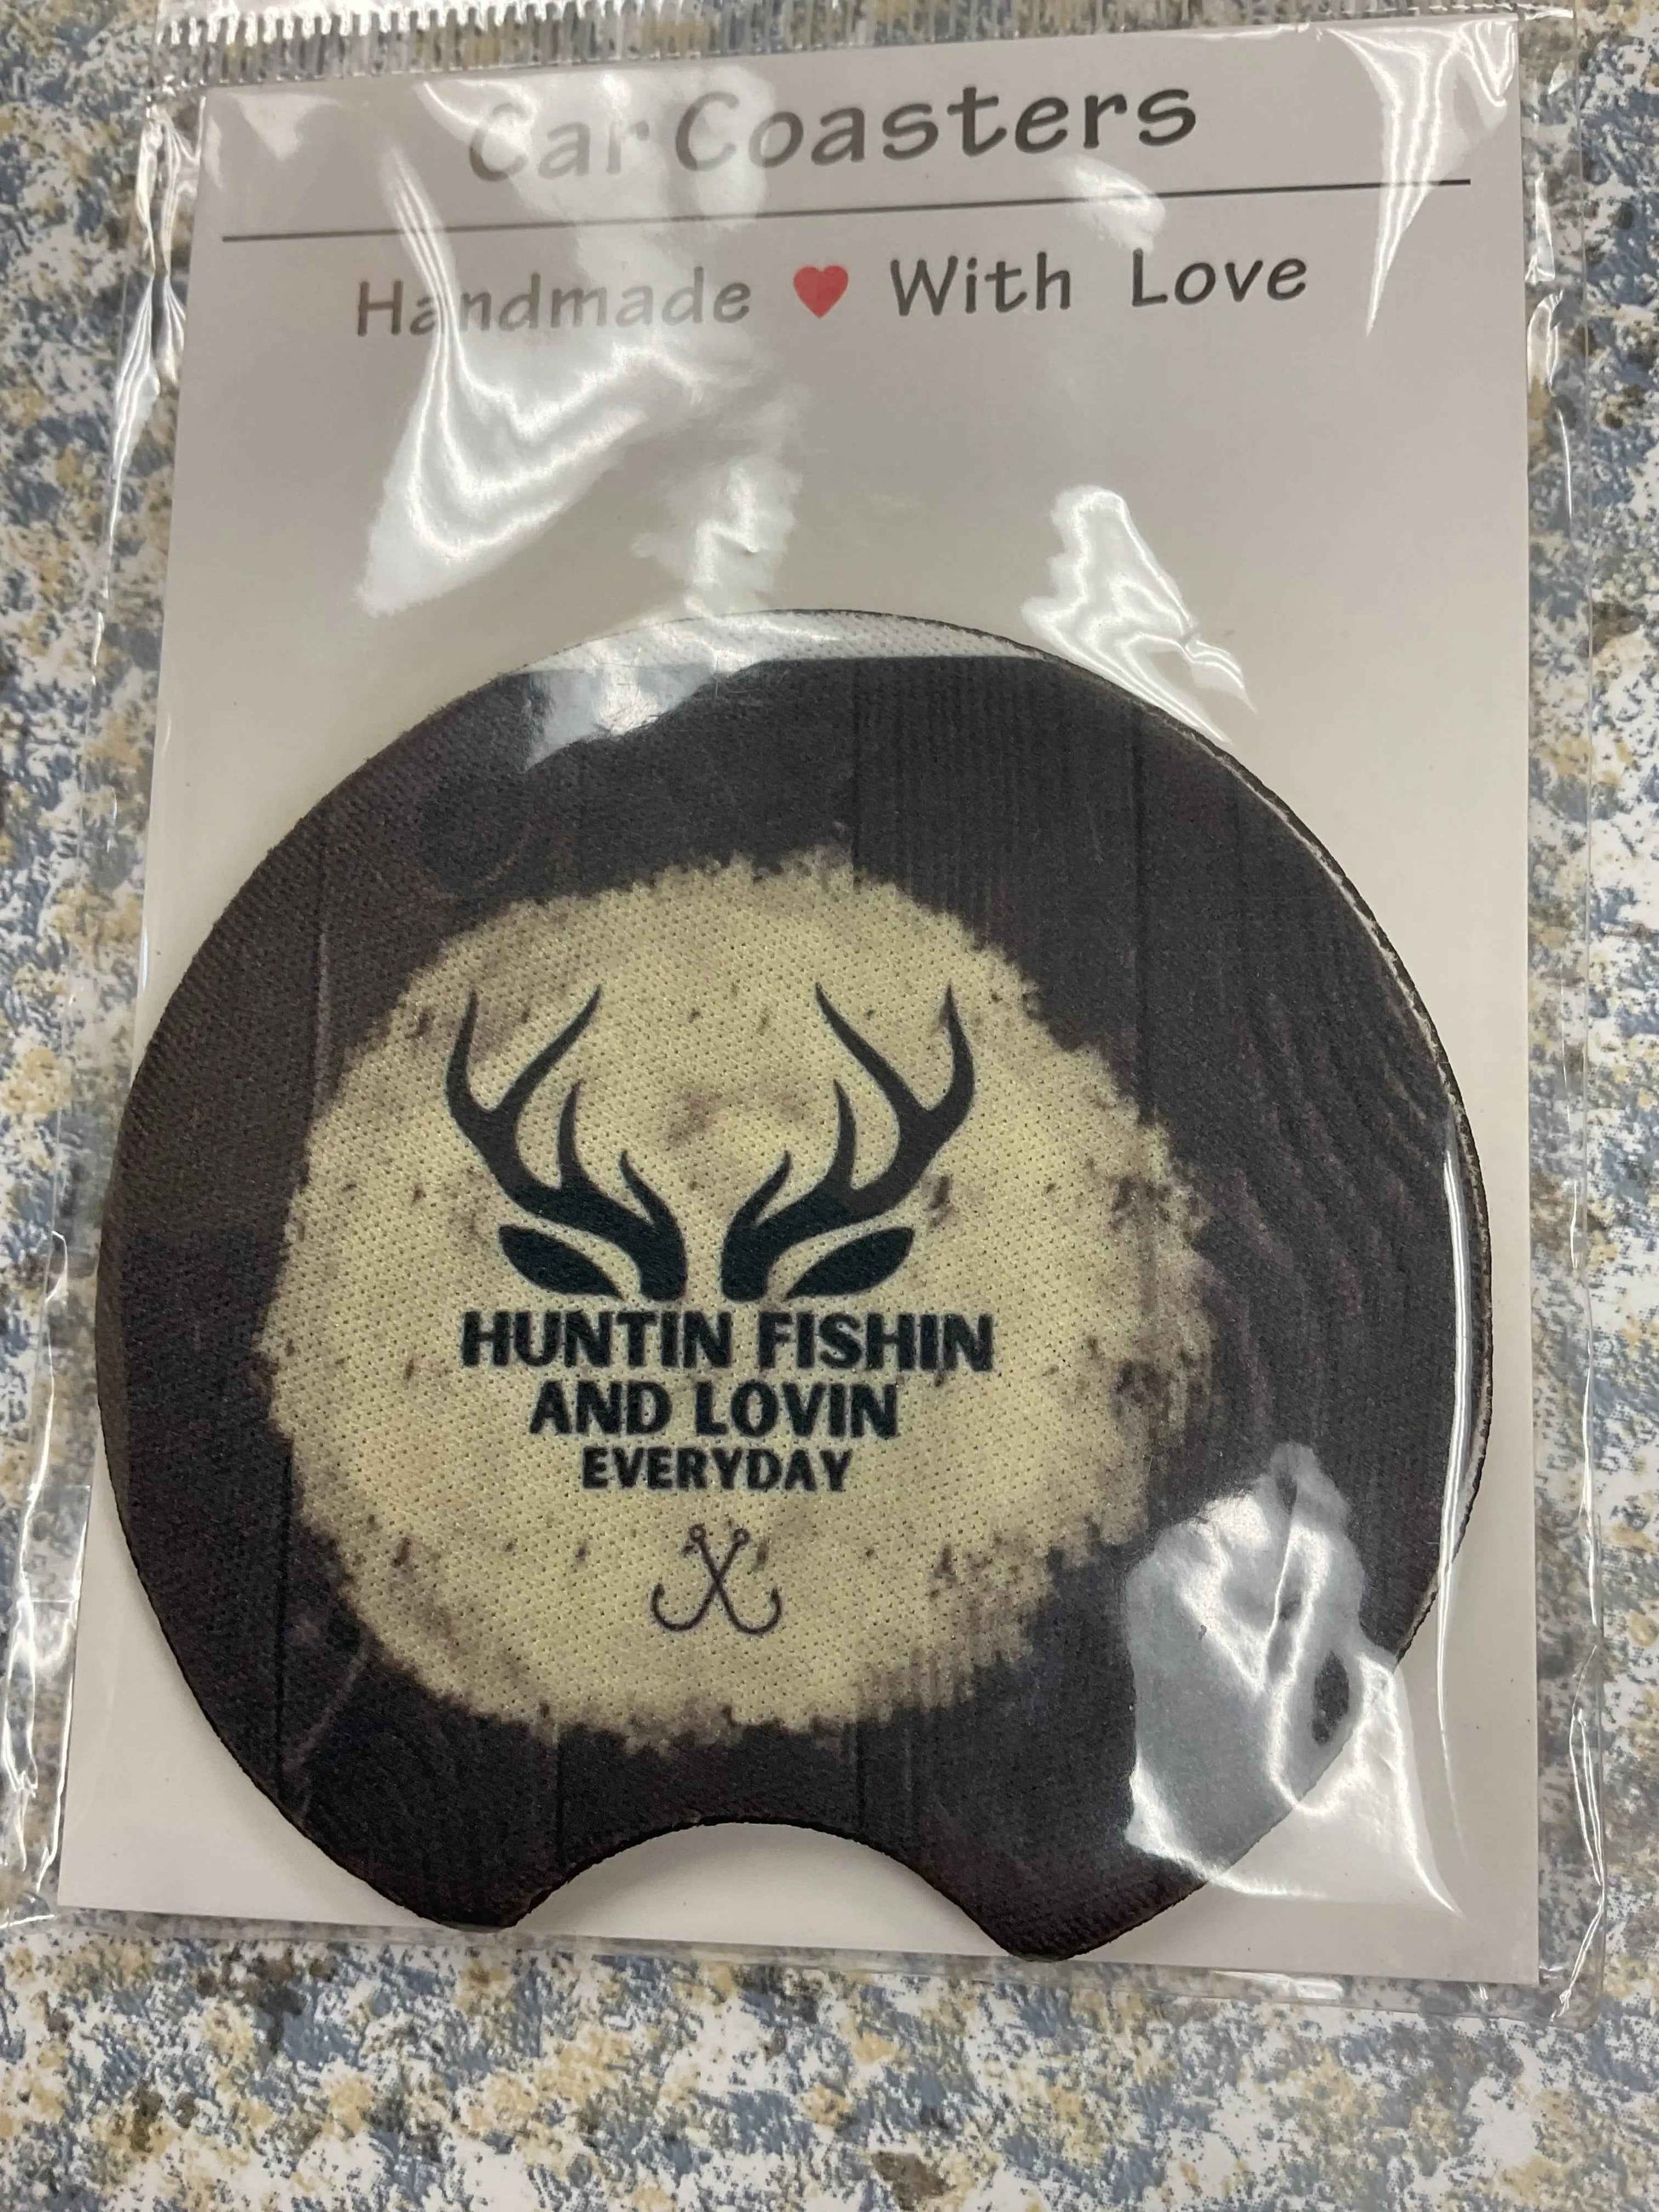 Car Coasters
Handmade With Love
HUNTIN FISHIN
AND LOVIN
EVERYDAY